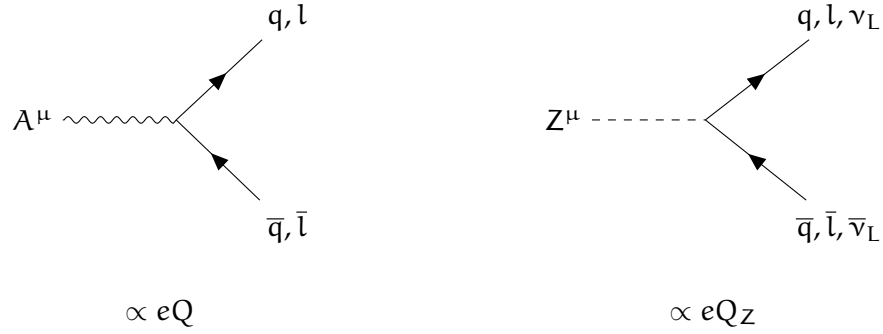 q, l q, l, ν_L
A^μ Z^μ
q̅, l̅ q̅, l̅, ν̅_L
∝ eQ ∝ eQ_Z